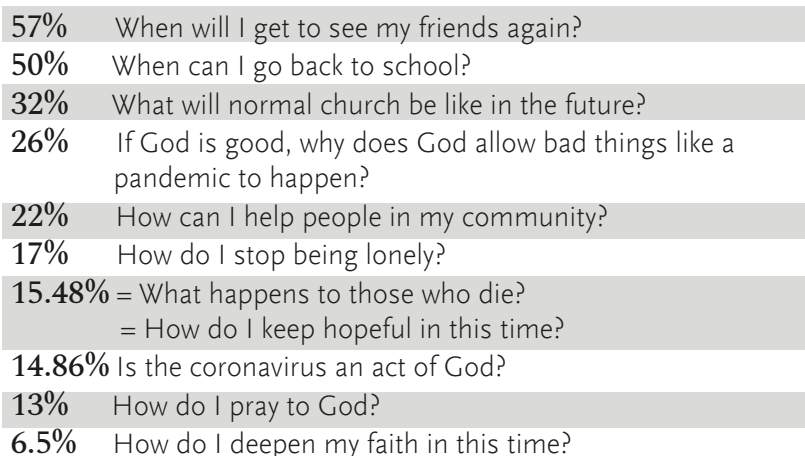 57% When will I get to see my friends again?
50% When can I go back to school?
32% What will normal church be like in the future?
26% If God is good, why does God allow bad things like a
pandemic to happen?
22% How can I help people in my community?
17% How do I stop being lonely?
15.48% = What happens to those who die?
= How do I keep hopeful in this time?
14.86% Is the coronavirus an act of God?
13% How do I pray to God?
6.5% How do I deepen my faith in this time?